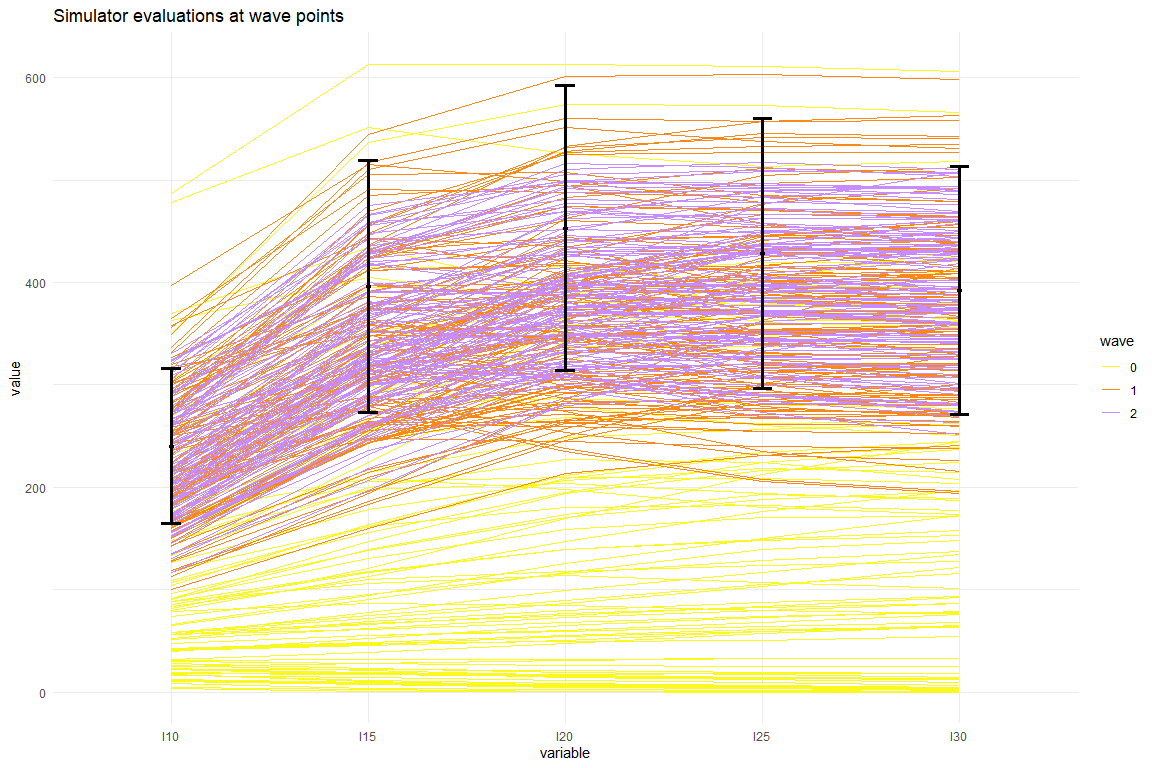 Simulator evaluations at wave points
600
400
200
0
value
I10 I15 I20 I25 I30
variable
wave
0
1
2